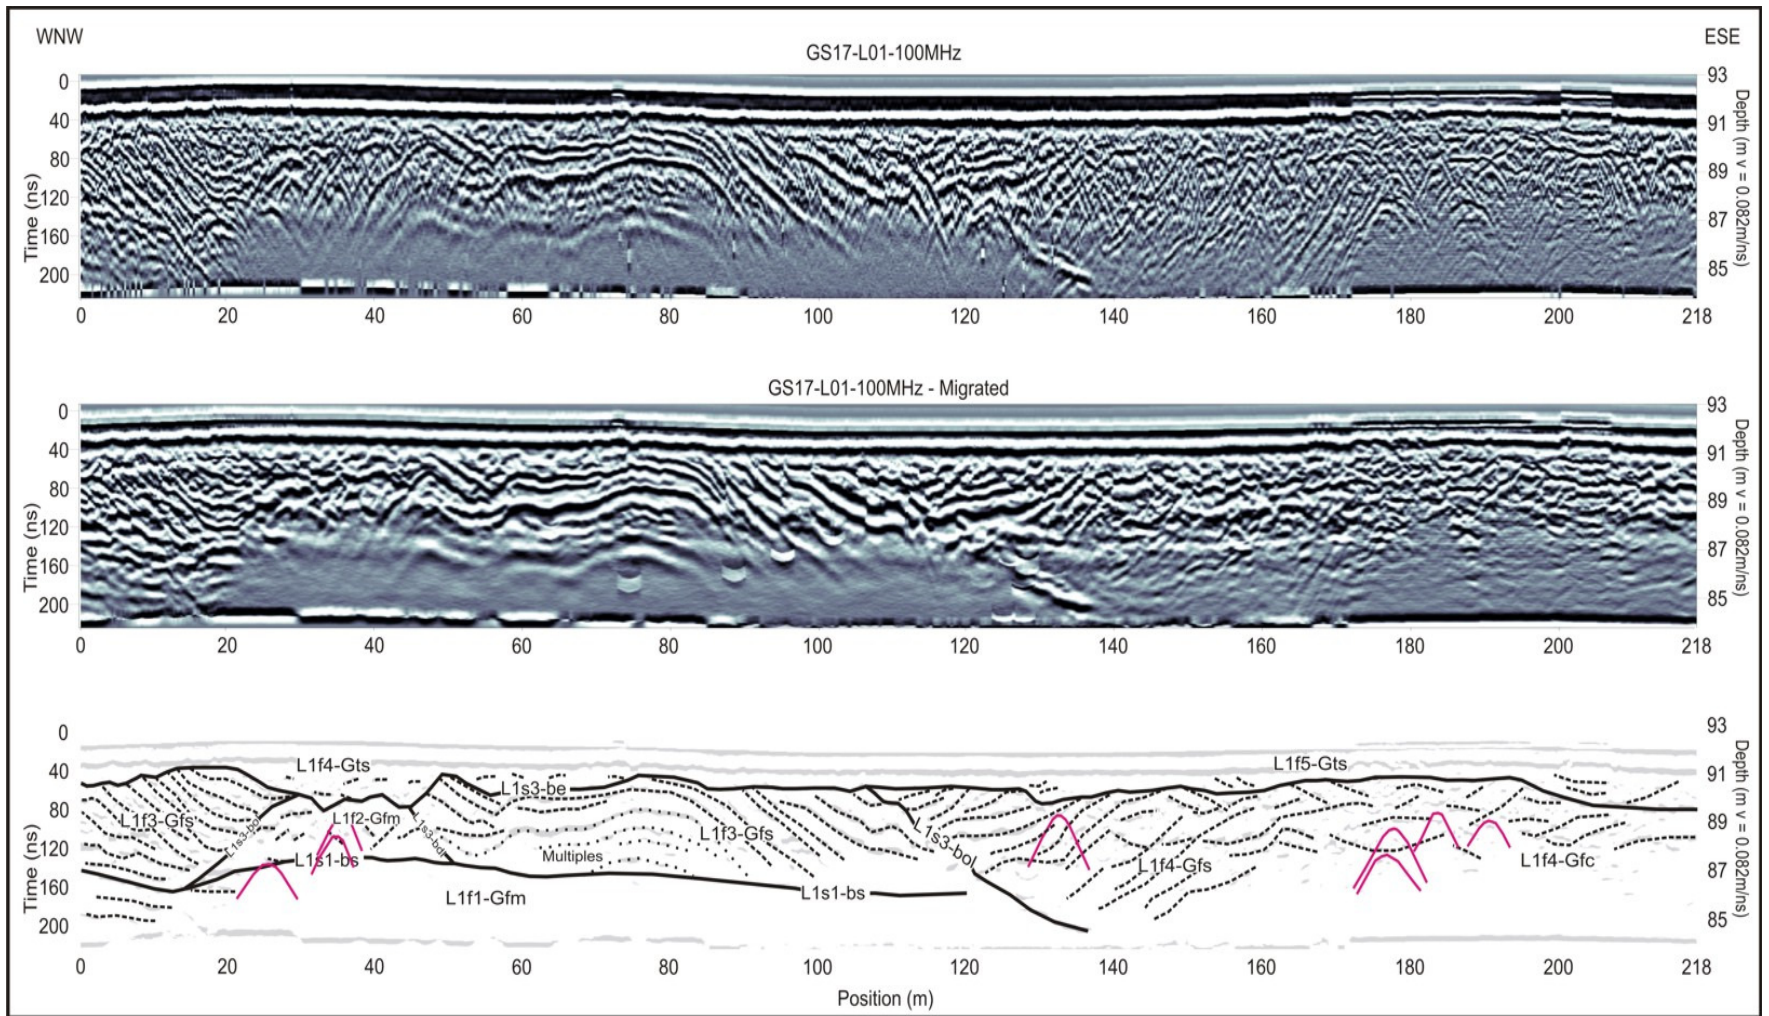 WNW ESE
GS17-L01-100MHz
0 93
40 91
80 89
120 87
160 85
200
Time (ns)
Depth (m v = 0.082m/ns)
0 20 40 60 80 100 120 140 160 180 200 218
GS17-L01-100MHz - Migrated
0 93
40 91
80 89
120 87
160 85
200
Time (ns)
Depth (m v = 0.082m/ns)
0 20 40 60 80 100 120 140 160 180 200 218
0 93
40 91
80 89
120 87
160 85
200
Time (ns)
Depth (m v = 0.082m/ns)
L1f4-Gts L1f5-Gts
L1s3-be
L1f3-Gfs L1s3-bol L1f2-Gfm L1s3-bdl L1f3-Gfs L1s3-bol
L1s1-bs Multiples L1f4-Gfs L1f4-Gfc
L1f1-Gfm L1s1-bs
0 20 40 60 80 100 120 140 160 180 200 218
Position (m)